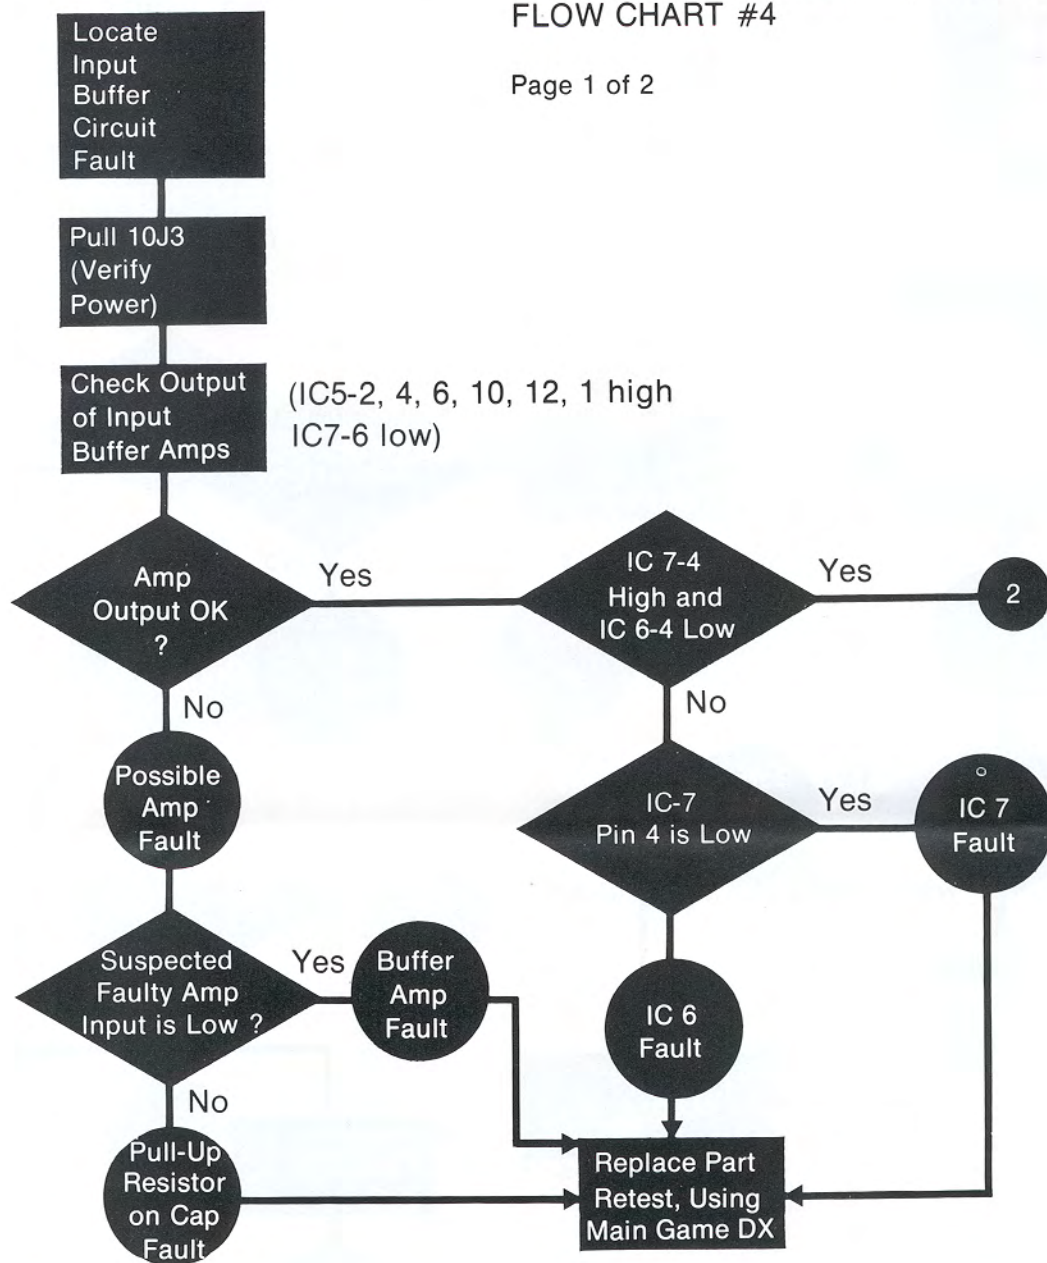 FLOW CHART #4
Page 1 of 2
Locate
Input
Buffer
Circuit
Fault
Pull 10J3
(Verify
Power)
Check Output
of Input
Buffer Amps
(IC5-2, 4, 6, 10, 12, 1 high
IC7-6 low)
Amp
Output OK
?
Yes
IC 7-4
High and
IC 6-4 Low
Yes
2
No
No
Possible
Amp
Fault
IC-7
Pin 4 is Low
Yes
IC 7
Fault
Suspected
Faulty Amp
Input is Low ?
Yes
Buffer
Amp
Fault
IC 6
Fault
No
Pull-Up
Resistor
on Cap
Fault
Replace Part
Retest, Using
Main Game DX